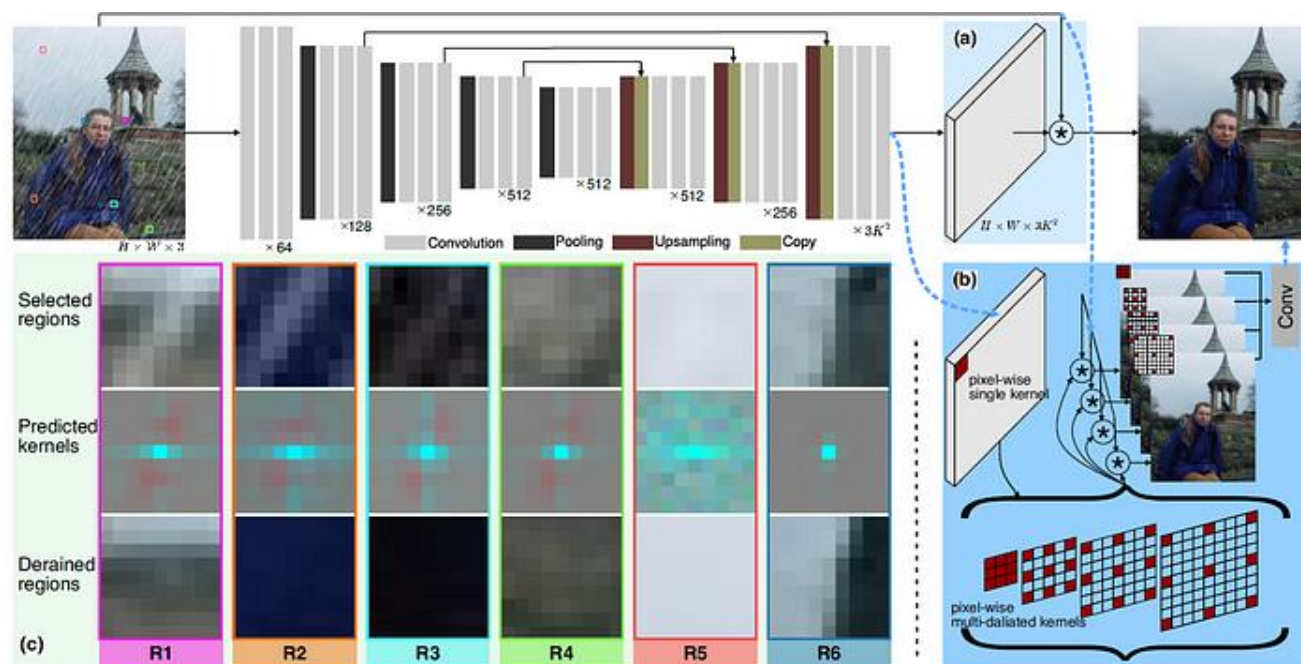 (a)
H × W × 3
×64
×128
×256
×512
×512
×512
×256
×3K²
H × W × 3K²
Convolution
Pooling
Upsampling
Copy
Selected
regions
Predicted
kernels
Derained
regions
(c)
R1
R2
R3
R4
R5
R6
(b)
Conv
pixel-wise
single kernel
*
*
*
*
*
pixel-wise
multi-daliated kernels